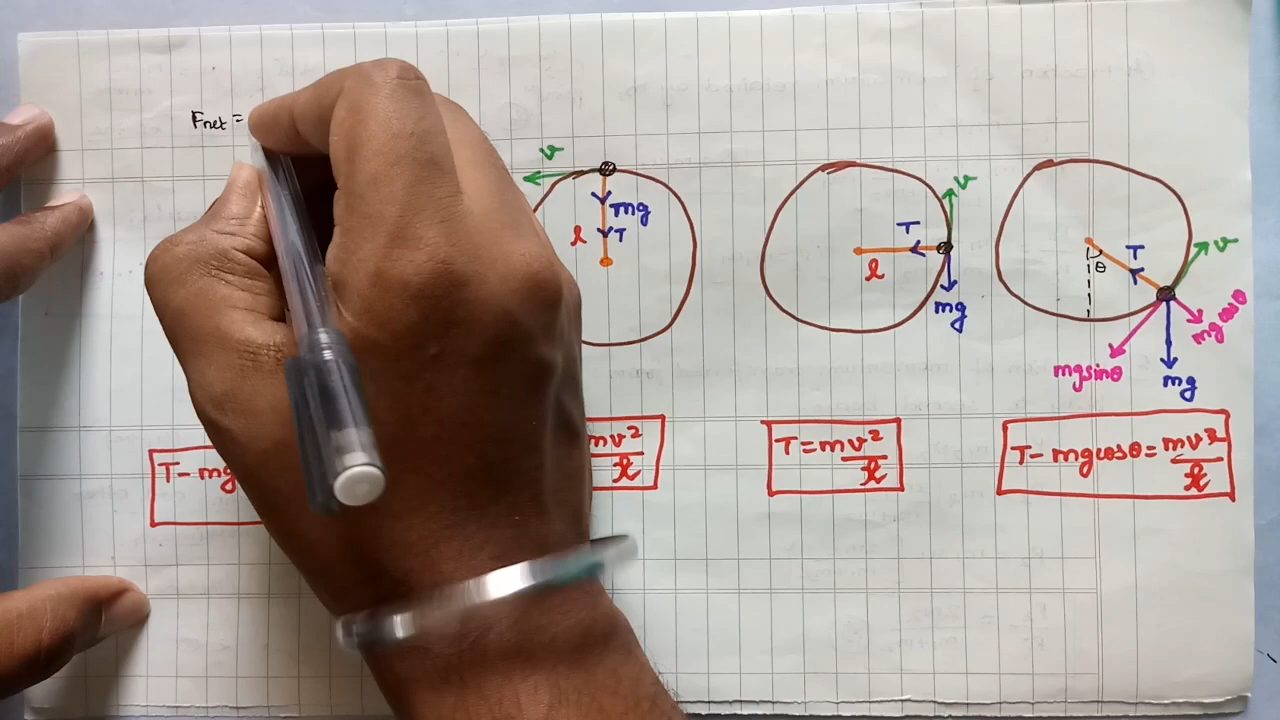 Fnet =
v
mg
T
l
v
T
l
mg
v
T
θ
mgcosθ
mgsinθ
mg
T- mg
mv²
l
T = mv²
l
T- mgcosθ = mv²
l